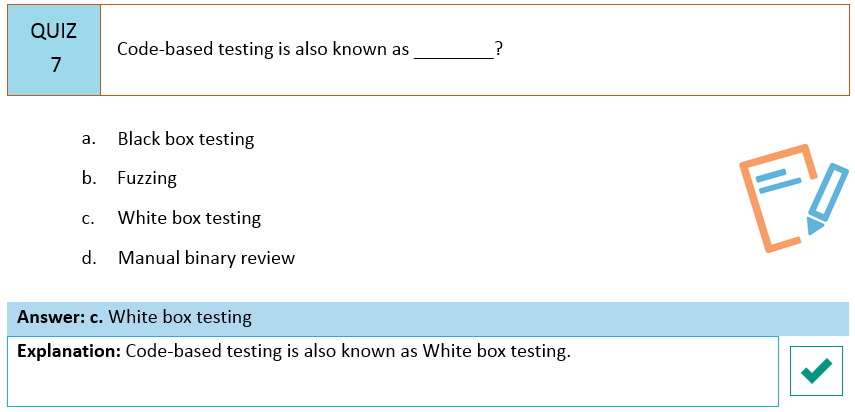 QUIZ
7
Code-based testing is also known as ________?
a. Black box testing
b. Fuzzing
c. White box testing
d. Manual binary review
Answer: c. White box testing
Explanation: Code-based testing is also known as White box testing.